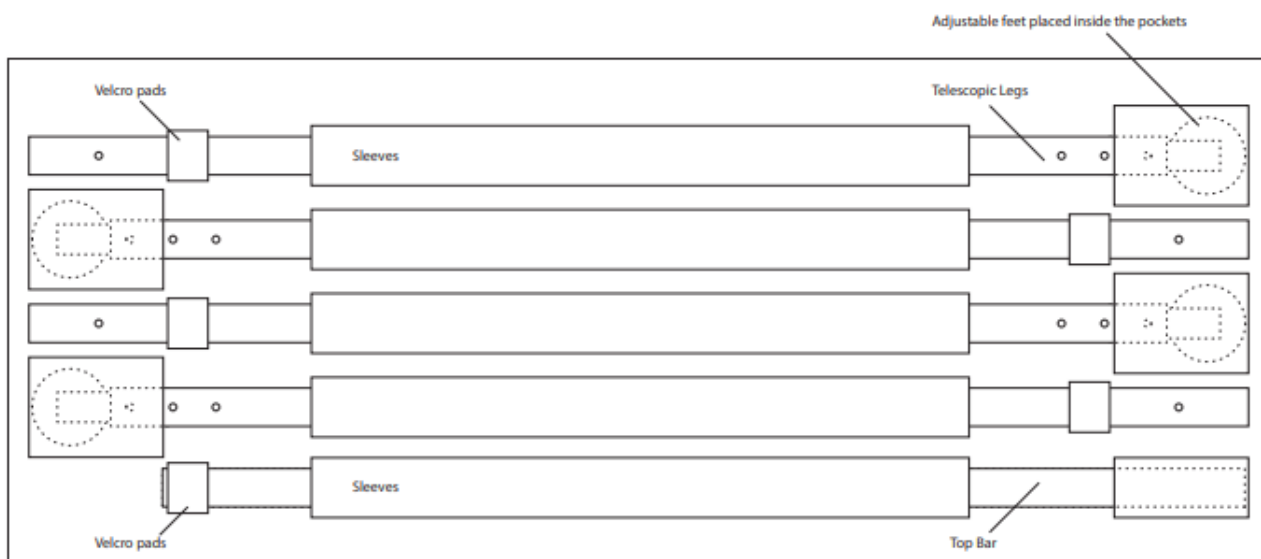 Adjustable feet placed inside the pockets
Velcro pads
Telescopic Legs
Sleeves
Sleeves
Velcro pads
Top Bar